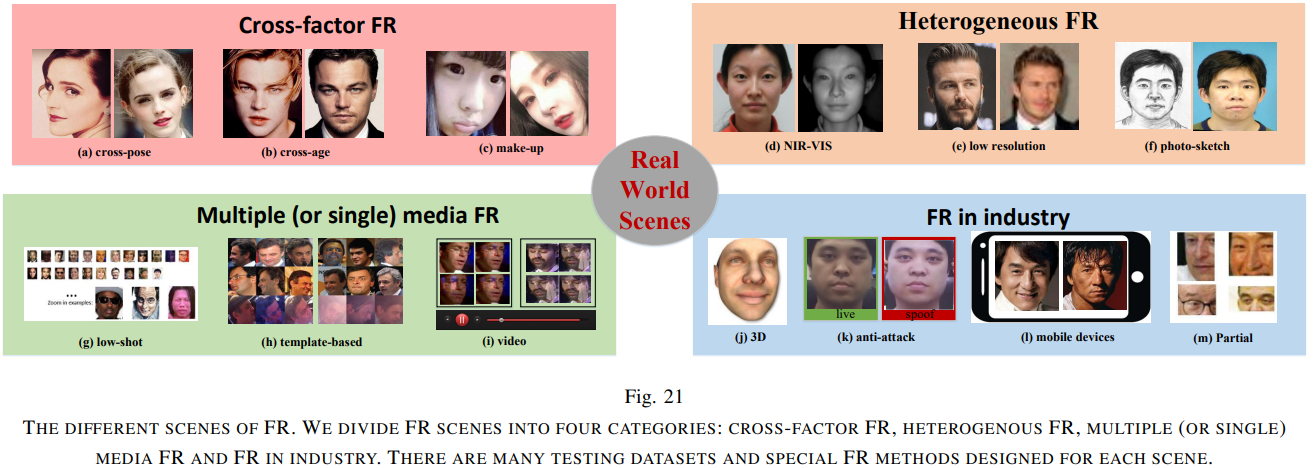 Cross-factor FR
(a) cross-pose
(b) cross-age
(c) make-up
Heterogeneous FR
(d) NIR-VIS
(e) low resolution
(f) photo-sketch
Real
World
Scenes
Multiple (or single) media FR
Zoom in examples:
(g) low-shot
(h) template-based
(i) video
FR in industry
live
spoof
(j) 3D
(k) anti-attack
(l) mobile devices
(m) Partial
Fig. 21
THE DIFFERENT SCENES OF FR. WE DIVIDE FR SCENES INTO FOUR CATEGORIES: CROSS-FACTOR FR, HETEROGENOUS FR, MULTIPLE (OR SINGLE)
MEDIA FR AND FR IN INDUSTRY. THERE ARE MANY TESTING DATASETS AND SPECIAL FR METHODS DESIGNED FOR EACH SCENE.